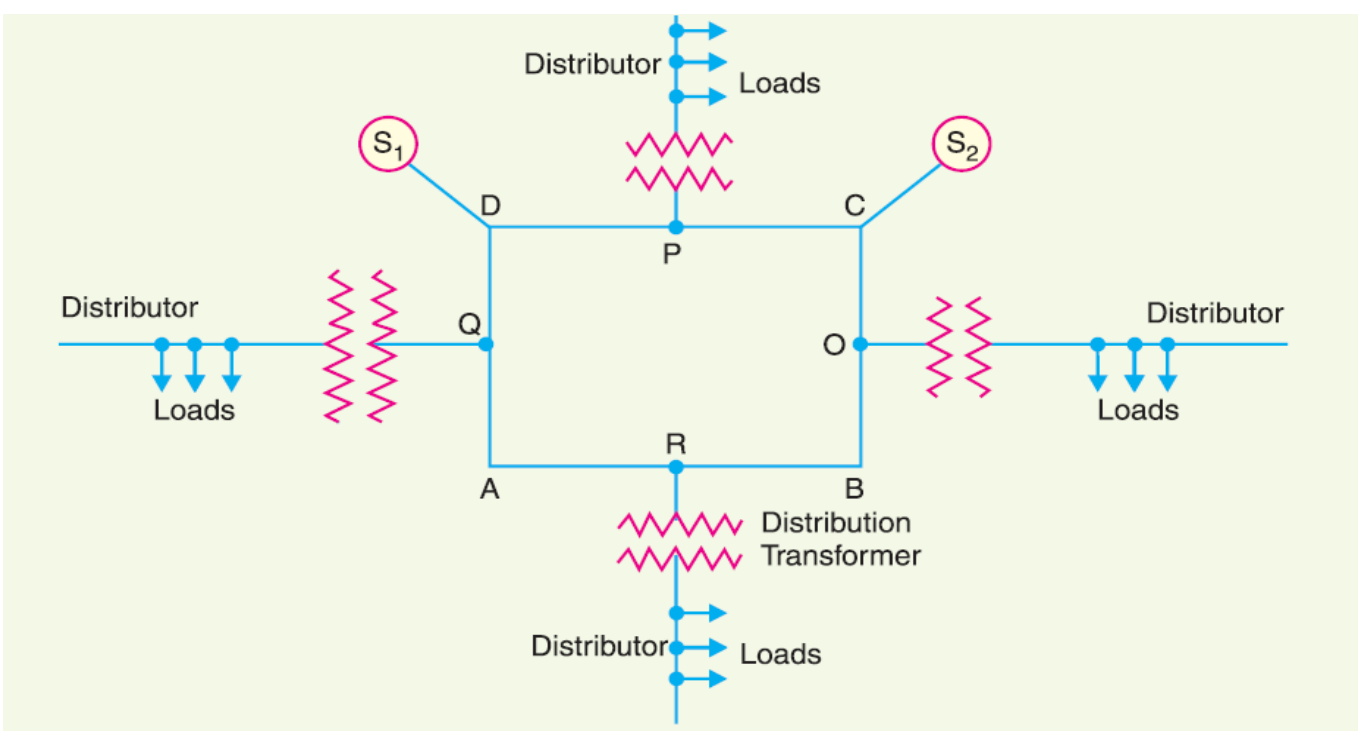 Distributor
Loads
S₁
S₂
D
C
P
Distributor
Q
Loads
O
Distributor
Loads
R
A
B
Distribution
Transformer
Distributor
Loads